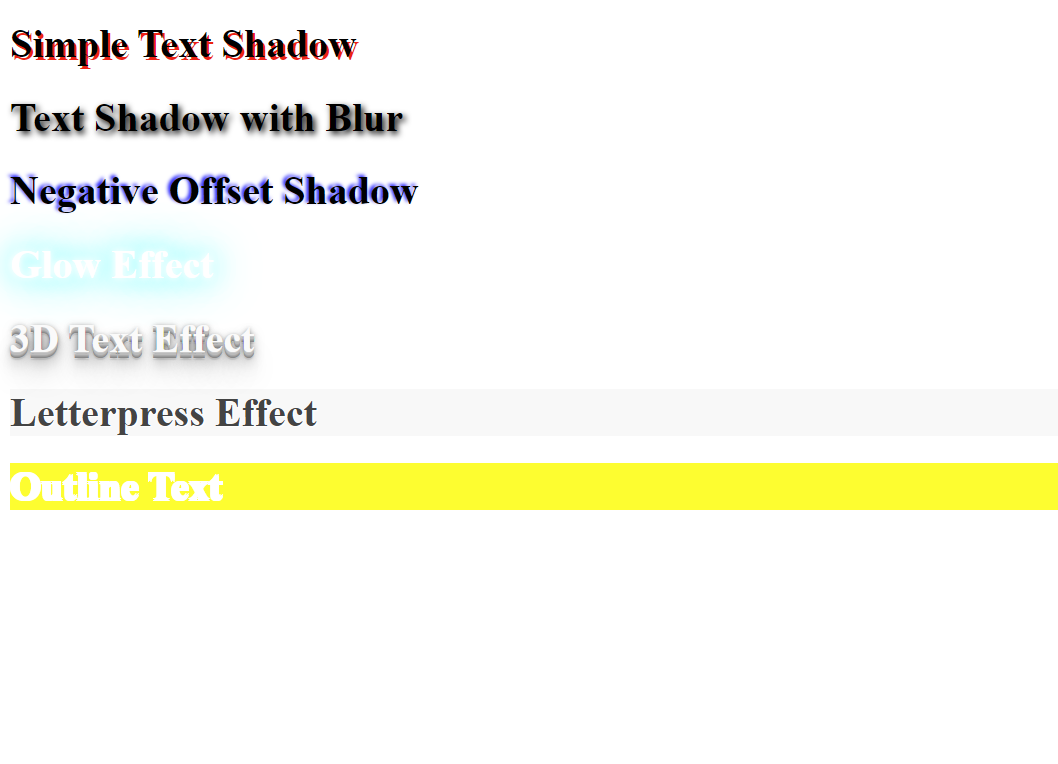 Simple Text Shadow
Text Shadow with Blur
Negative Offset Shadow
Glow Effect
3D Text Effect
Letterpress Effect
Outline Text